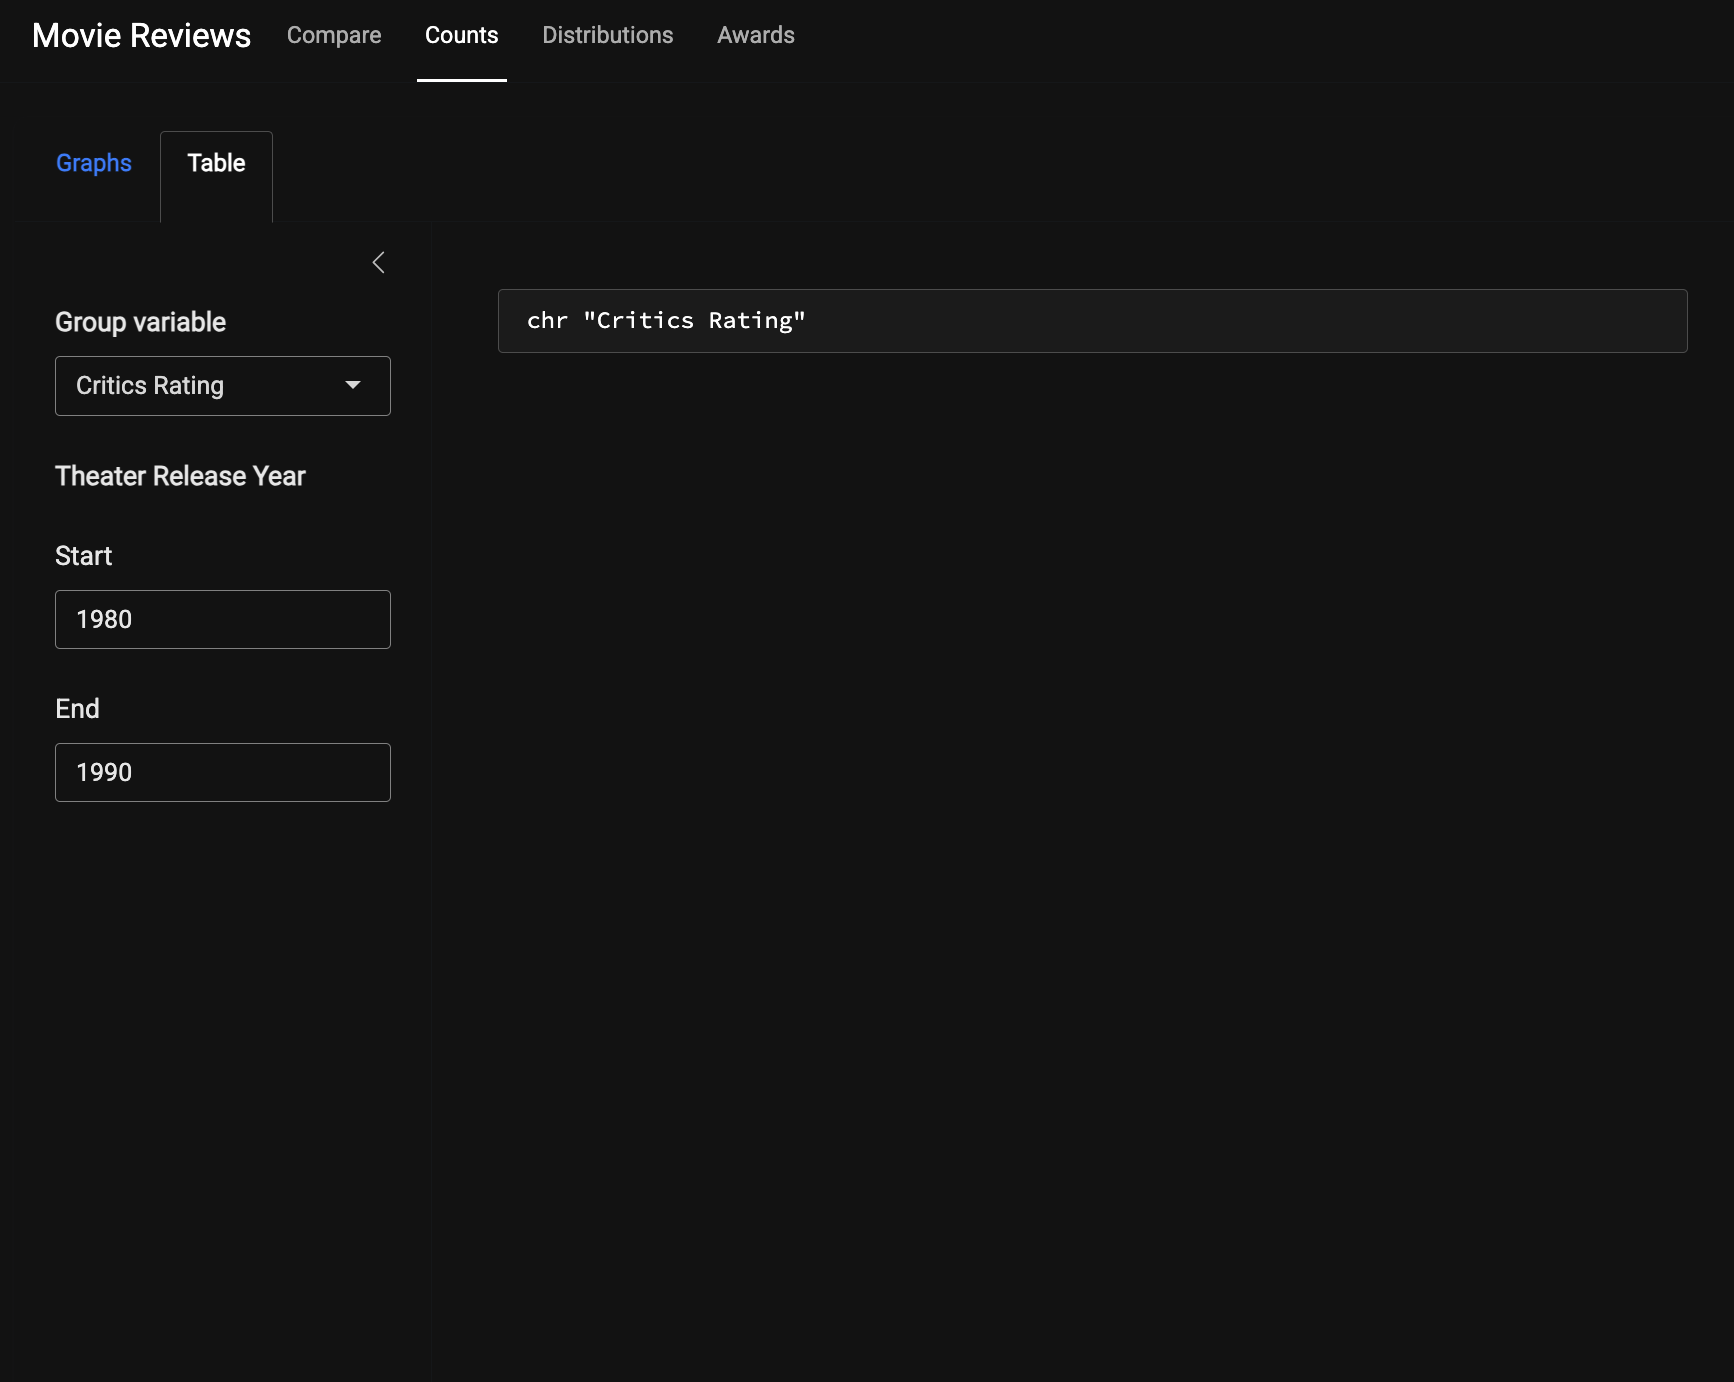 Movie Reviews Compare Counts Distributions Awards
Graphs Table
Group variable
Critics Rating
Theater Release Year
Start
1980
End
1990
chr "Critics Rating"